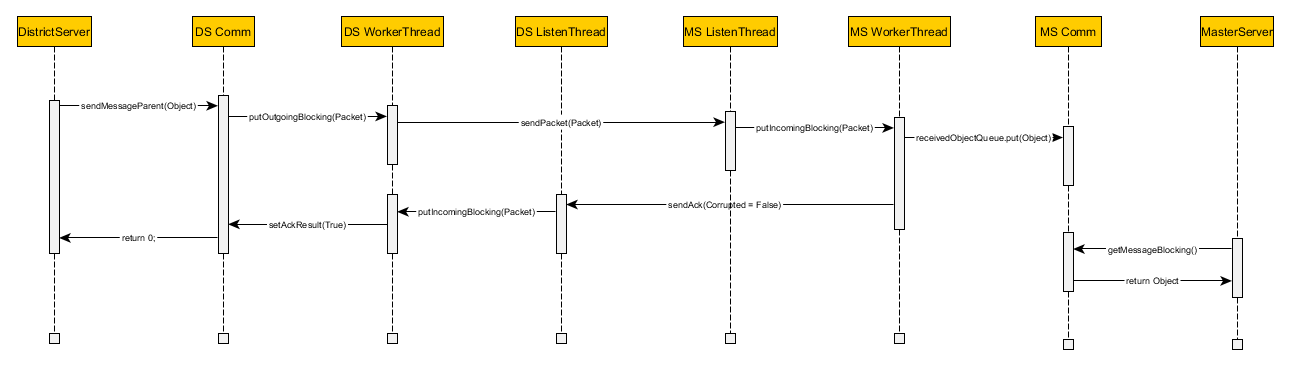 DistrictServer
DS Comm
DS WorkerThread
DS ListenThread
MS ListenThread
MS WorkerThread
MS Comm
MasterServer
sendMessageParent(Object)
putOutgoingBlocking(Packet)
sendPacket(Packet)
putIncomingBlocking(Packet)
receivedObjectQueue.put(Object)
sendAck(Corrupted = False)
putIncomingBlocking(Packet)
setAckResult(True)
return 0;
getMessageBlocking()
return Object